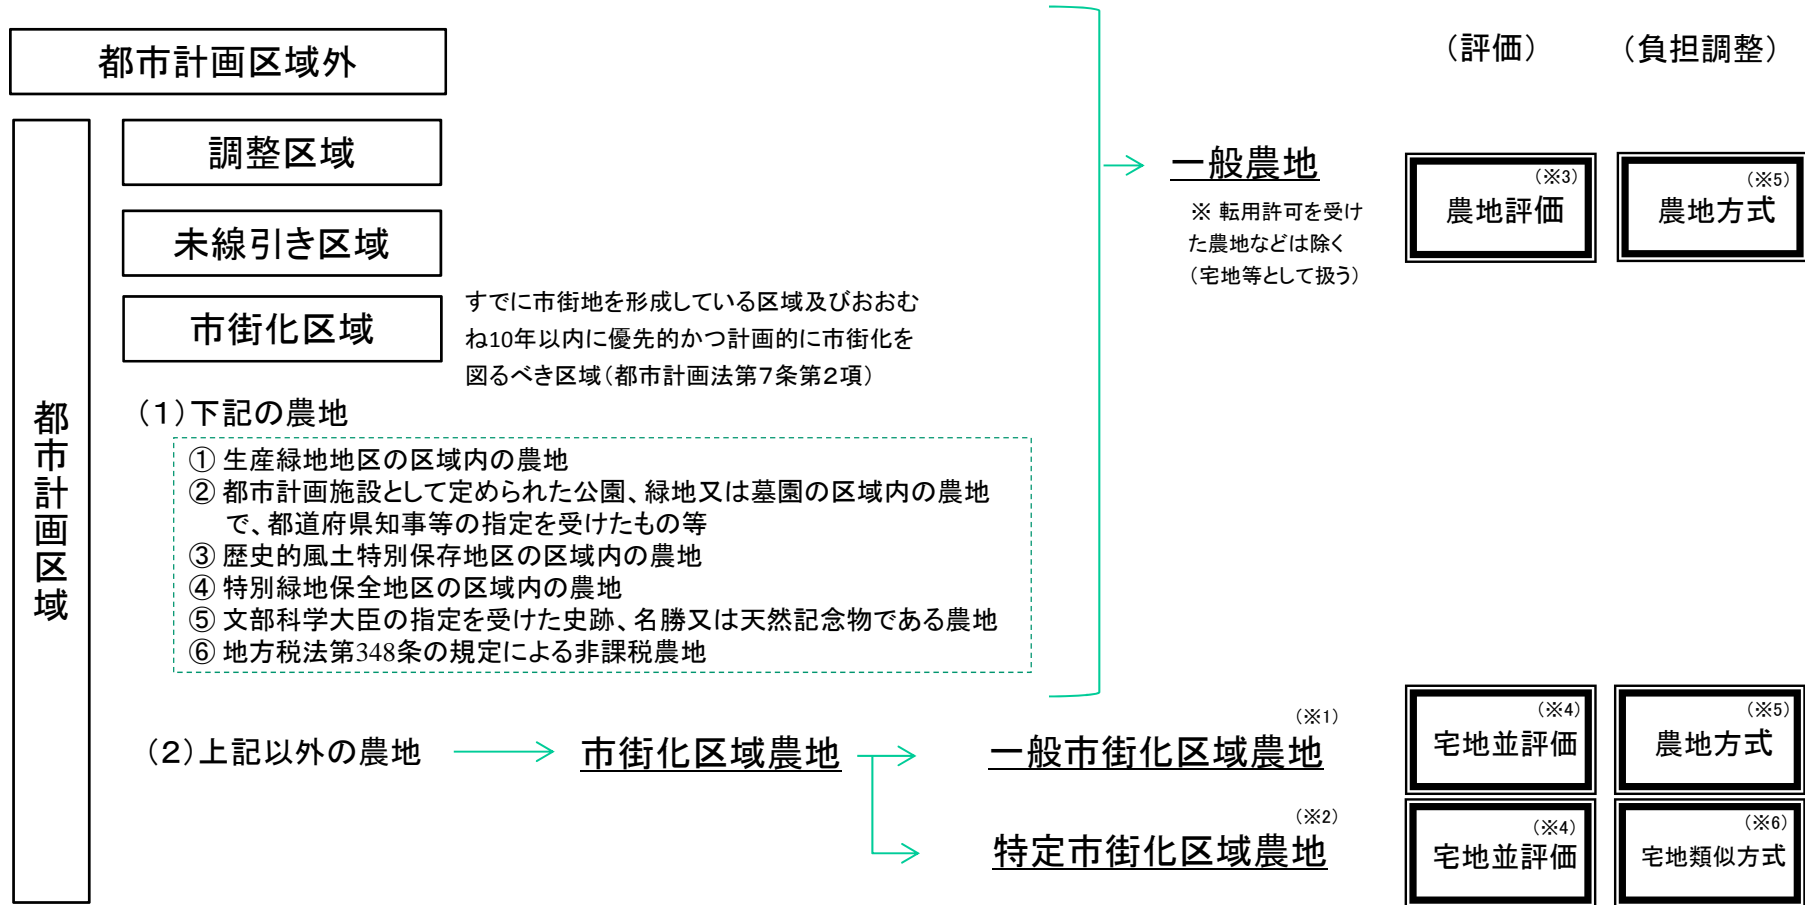 都市計画区域外
(評価)
(負担調整)
調整区域
未線引き区域
市街化区域
すでに市街地を形成している区域及びおおむ
ね10年以内に優先的かつ計画的に市街化を
図るべき区域(都市計画法第7条第2項)
都市計画区域
一般農地
※ 転用許可を受け
た農地などは除く
(宅地等として扱う)
(※3)
農地評価
(※5)
農地方式
(1)下記の農地
① 生産緑地地区の区域内の農地
② 都市計画施設として定められた公園、緑地又は墓園の区域内の農地
で、都道府県知事等の指定を受けたもの等
③ 歴史的風土特別保存地区の区域内の農地
④ 特別緑地保全地区の区域内の農地
⑤ 文部科学大臣の指定を受けた史跡、名勝又は天然記念物である農地
⑥ 地方税法第348条の規定による非課税農地
(2)上記以外の農地
市街化区域農地
(※1)
一般市街化区域農地
(※4)
宅地並評価
(※5)
農地方式
(※2)
特定市街化区域農地
(※4)
宅地並評価
(※6)
宅地類似方式